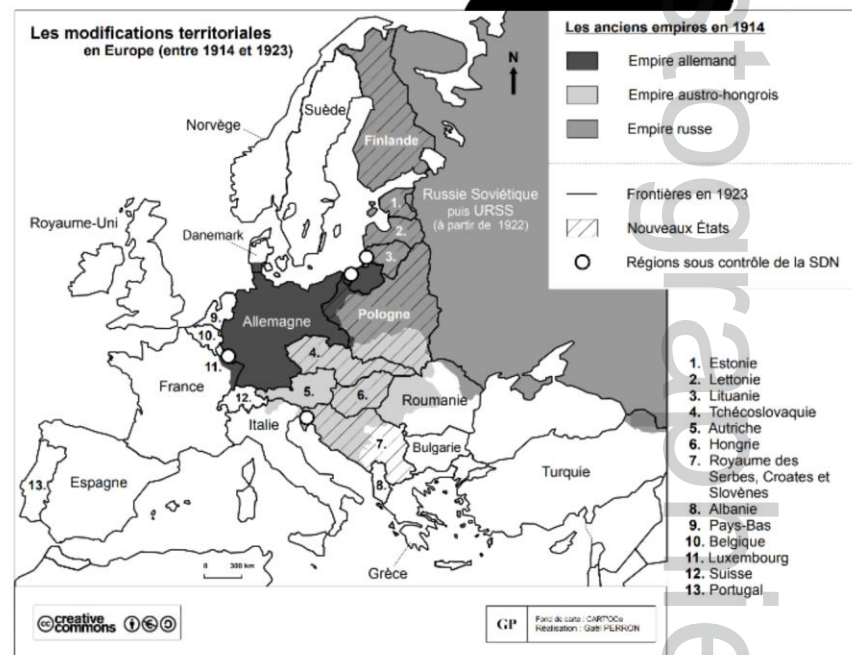 Les modifications territoriales
en Europe (entre 1914 et 1923)
Les anciens empires en 1914
Empire allemand
Empire austro-hongrois
Empire russe
Frontières en 1923
Nouveaux États
Régions sous contrôle de la SDN
N
Norvège
Suède
Finlande
Royaume-Uni
Danemark
Russie Soviétique
puis URSS
(à partir de 1922)
1.
2.
3.
Allemagne
Pologne
9.
10.
11.
4.
France
12.
5.
6.
Roumanie
Italie
7.
Bulgarie
13.
Espagne
8.
Turquie
Grèce
0 300 km
1. Estonie
2. Lettonie
3. Lituanie
4. Tchécoslovaquie
5. Autriche
6. Hongrie
7. Royaume des
Serbes, Croates et
Slovènes
8. Albanie
9. Pays-Bas
10. Belgique
11. Luxembourg
12. Suisse
13. Portugal
creative
commons
GP
Fond de carte : CART'OCo
Réalisation : Gaël PERRON
stographie